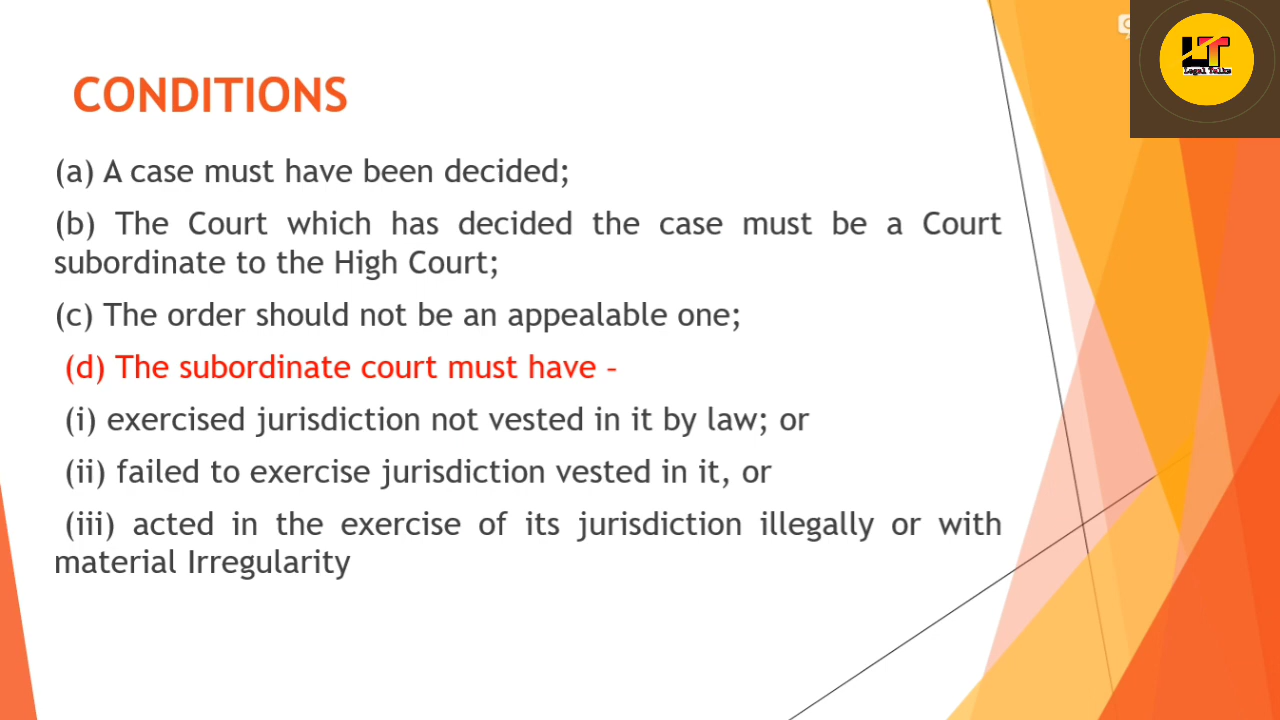 LT
Legal Talks
CONDITIONS
(a) A case must have been decided;
(b) The Court which has decided the case must be a Court
subordinate to the High Court;
(c) The order should not be an appealable one;
(d) The subordinate court must have –
(i) exercised jurisdiction not vested in it by law; or
(ii) failed to exercise jurisdiction vested in it, or
(iii) acted in the exercise of its jurisdiction illegally or with
material Irregularity